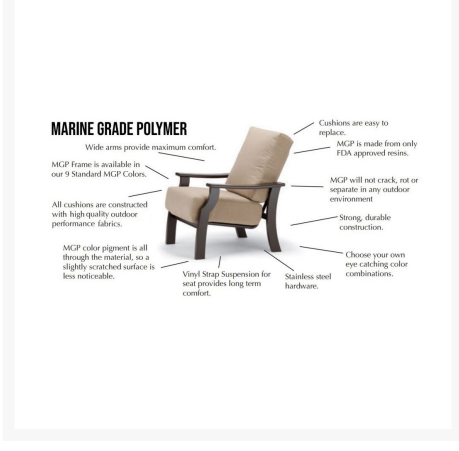 MARINE GRADE POLYMER
Wide arms provide maximum comfort.
MGP Frame is available in
our 9 Standard MGP Colors.
All cushions are constructed
with high quality outdoor
performance fabrics.
MGP color pigment is all
through the material, so a
slightly scratched surface is
less noticeable.
Vinyl Strap Suspension for
seat provides long term
comfort.
Stainless steel
hardware.
Cushions are easy to
replace.
MGP is made from only
FDA approved resins.
MGP will not crack, rot or
separate in any outdoor
environment
Strong, durable
construction.
Choose your own
eye catching color
combinations.